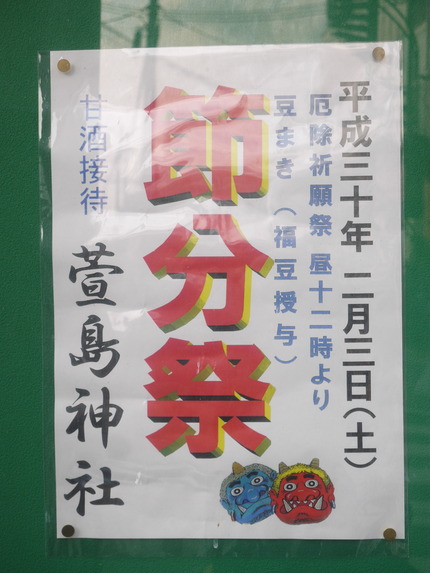 平成三十年 二月三日(土)
厄除祈願祭 昼十二時より
豆まき (福豆授与)
節分祭
甘酒接待
萱島神社